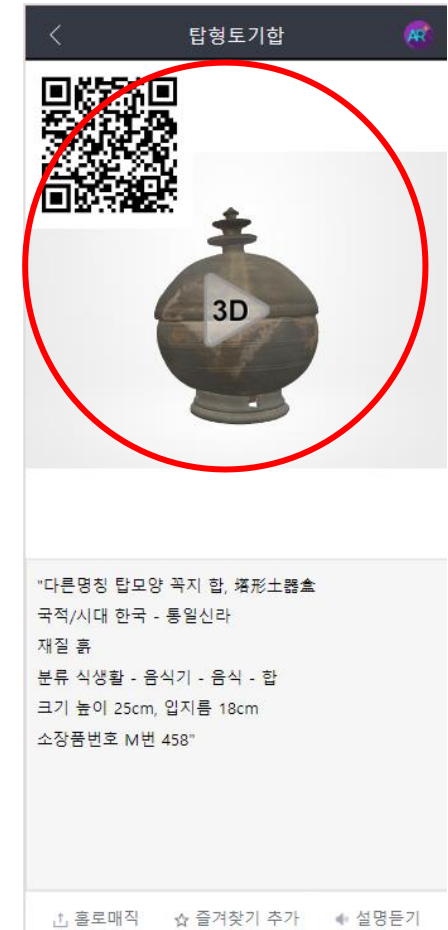 탑형토기합
AR
3D
"다른명칭 탑모양 꼭지 합, 塔形土器盒
국적/시대 한국 - 통일신라
재질 흙
분류 식생활 - 음식기 - 음식 - 합
크기 높이 25cm, 입지름 18cm
소장품번호 M번 458"
홀로매직 즐겨찾기 추가 설명듣기